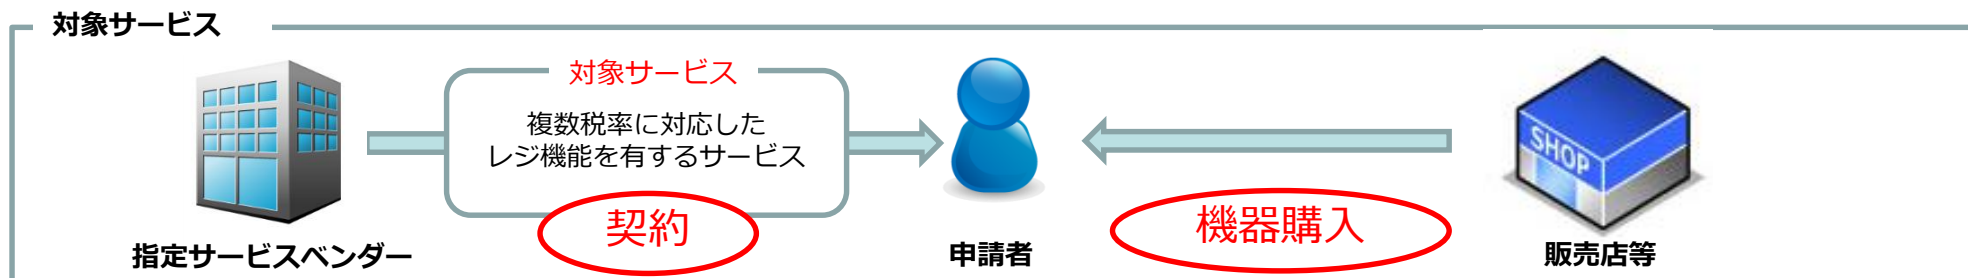 対象サービス
対象サービス
複数税率に対応した
レジ機能を有するサービス
契約
機器購入
SHOP
指定サービスベンダー
申請者
販売店等